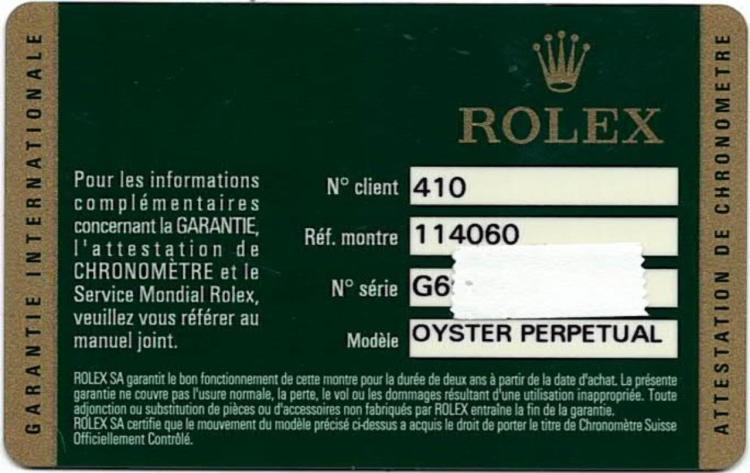 GARANTIE INTERNATIONALE
ROLEX
Pour les informations
complémentaires
concernant la GARANTIE,
l'attestation de
CHRONOMÈTRE et le
Service Mondial Rolex,
veuillez vous référer au
manuel joint.
N° client 410
Réf. montre 114060
N° série G6
Modèle OYSTER PERPETUAL
ROLEX SA garantit le bon fonctionnement de cette montre pour la durée de deux ans à partir de la date d'achat. La présente
garantie ne couvre pas l'usure normale, la perte, le vol ou les dommages résultant d'une utilisation inappropriée. Toute
adjonction ou substitution de pièces ou d'accessoires non fabriqués par ROLEX entraîne la fin de la garantie.
ROLEX SA certifie que le mouvement du modèle précisé ci-dessus a acquis le droit de porter le titre de Chronomètre Suisse
Officiellement Contrôlé.
ATTESTATION DE CHRONOMETRE